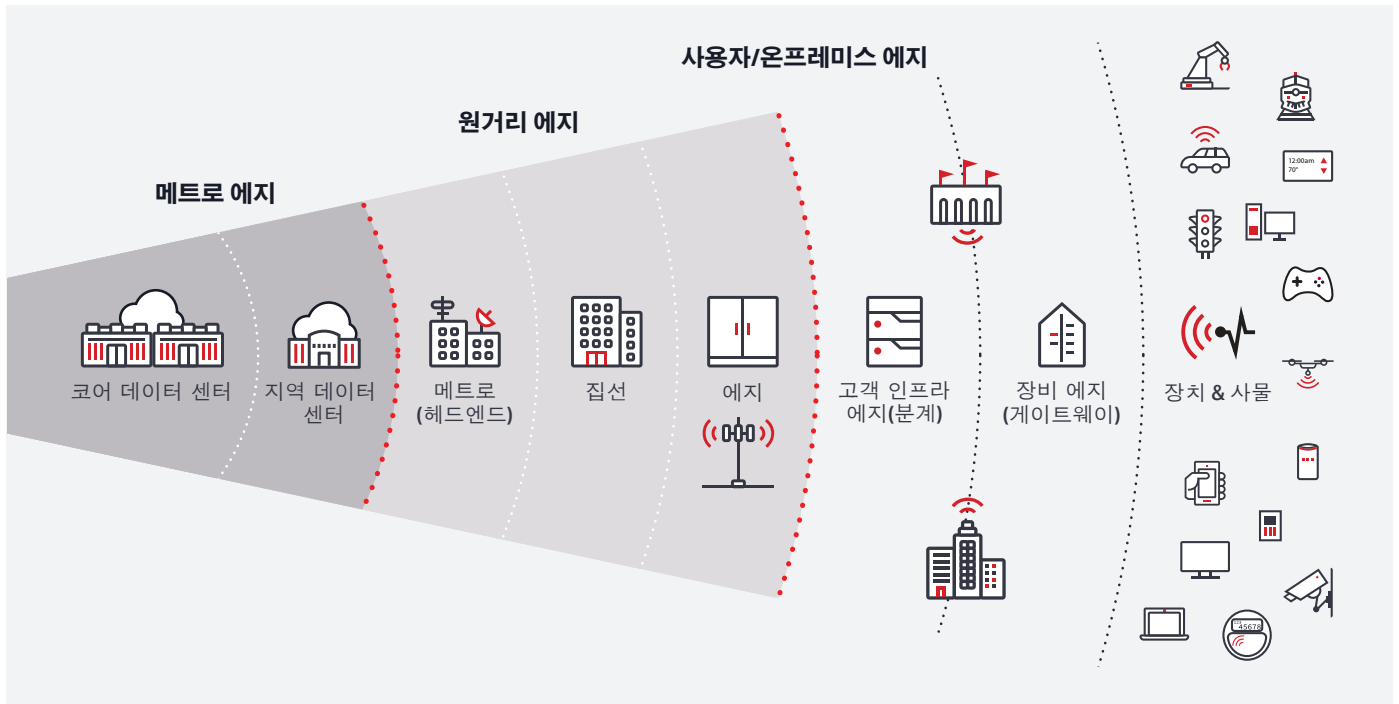 사용자/온프레미스 에지
원거리 에지
메트로 에지
코어 데이터 센터
지역 데이터
센터
메트로
(헤드엔드)
집선
에지
고객 인프라
에지(분계)
장비 에지
(게이트웨이)
장치 & 사물
12:00am
70°
123
45678